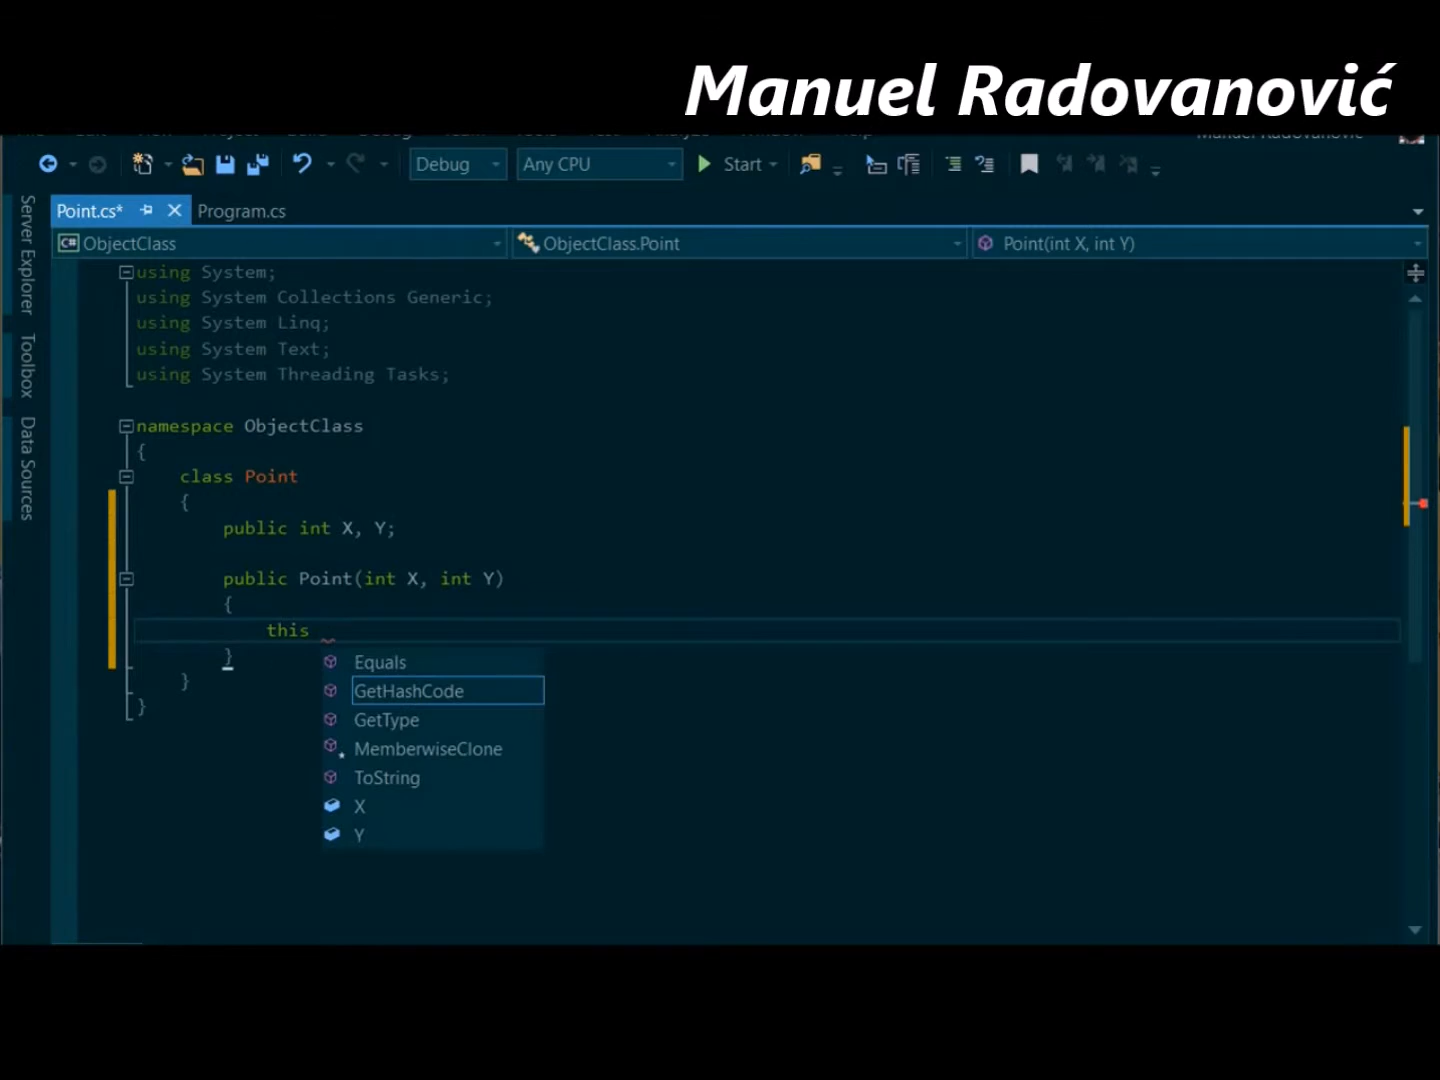 Manuel Radovanović
Debug Any CPU Start
Server Explorer
Toolbox
Data Sources
Point.cs* Program.cs
C# ObjectClass ObjectClass.Point Point(int X, int Y)
using System;
using System Collections Generic;
using System Linq;
using System Text;
using System Threading Tasks;
namespace ObjectClass
{
class Point
{
public int X, Y;
public Point(int X, int Y)
{
this
}
Equals
GetHashCode
GetType
MemberwiseClone
ToString
X
Y
}
}